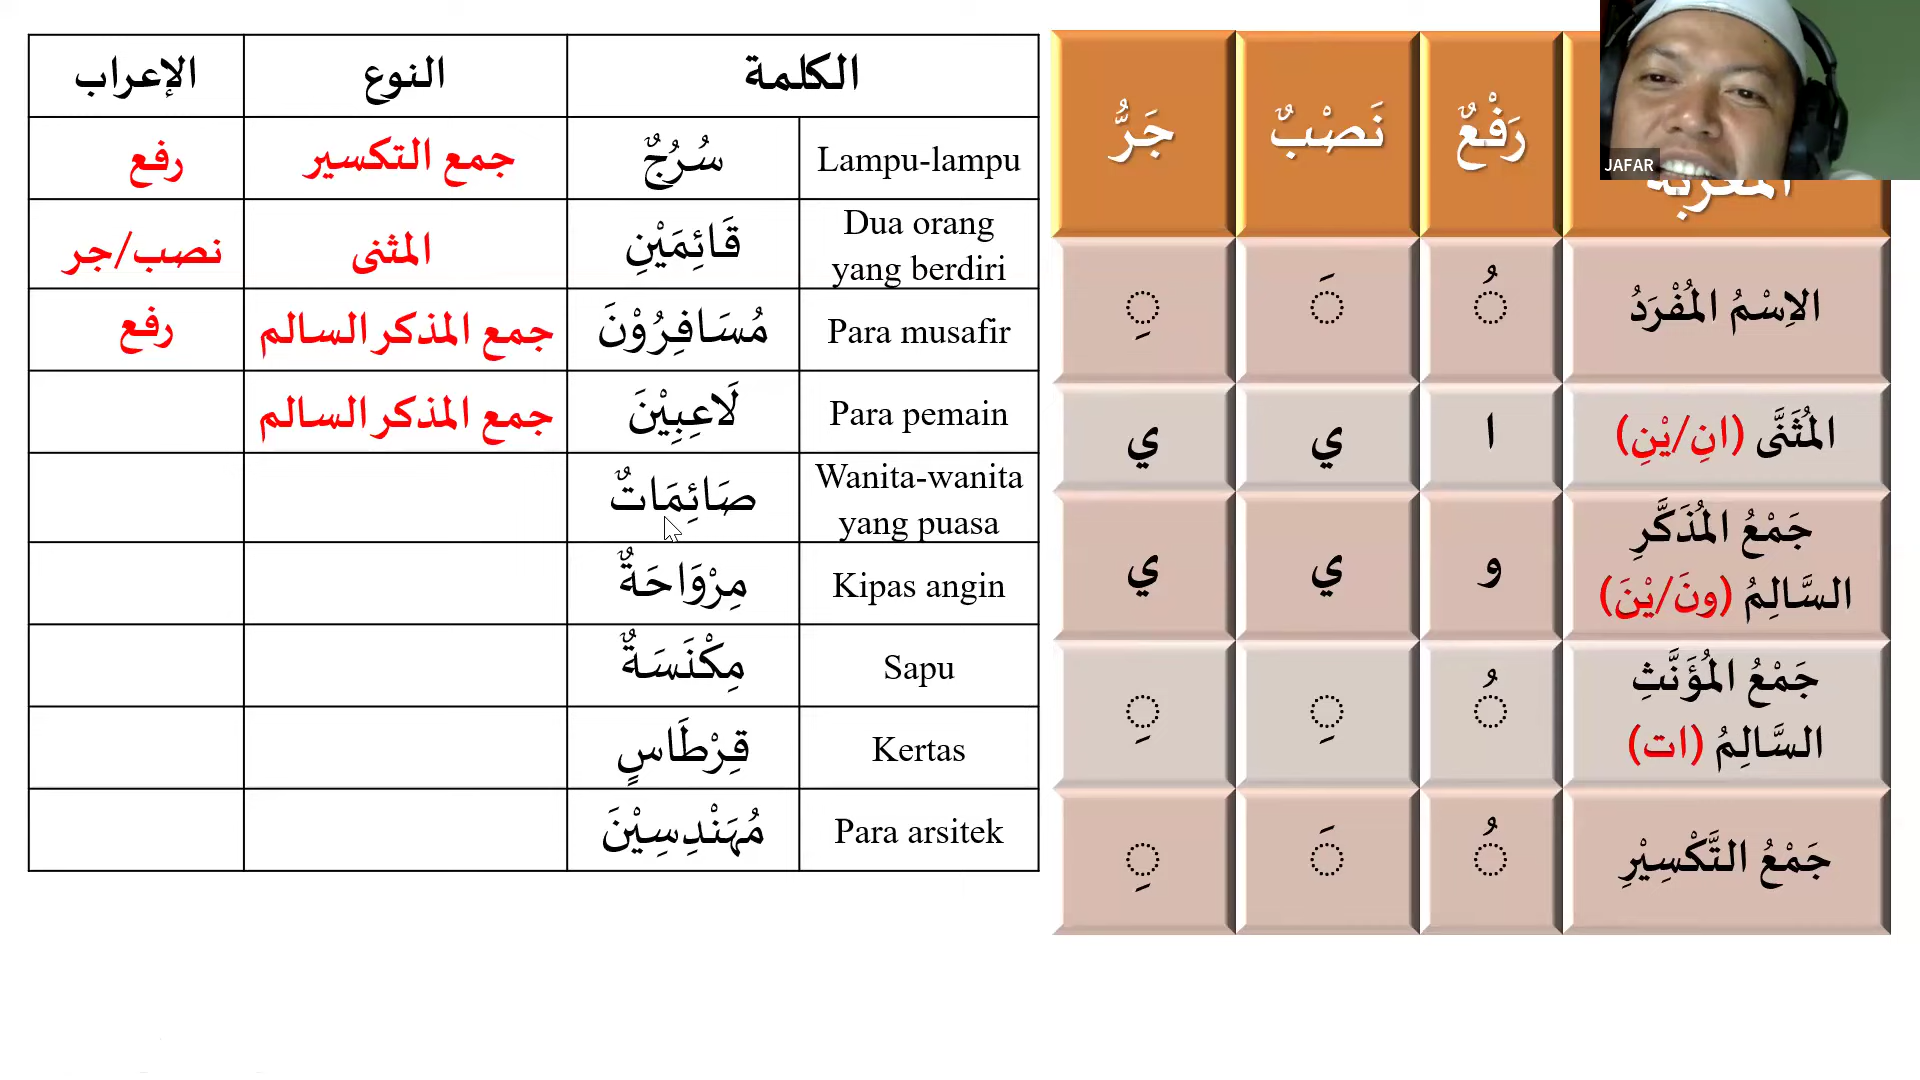 الكلمة النوع الإعراب
Lampu-lampu سُرُجٌ جمع التكسير رفع
Dua orang
yang berdiri قَائِمَيْنِ المثنى نصب/جر
Para musafir مُسَافِرُوْنَ جمع المذكر السالم رفع
Para pemain لَاعِبِيْنَ جمع المذكر السالم
Wanita-wanita
yang puasa صَائِمَاتٌ
Kipas angin مِرْوَاحَةٌ
Sapu مِكْنَسَةٌ
Kertas قِرْطَاسٍ
Para arsitek مُهَنْدِسِيْنَ
رَفْعٌ نَصْبٌ جَرُّ
الاِسْمُ المُفْرَدُ ُ َ ِ
المُثَنَّى (انِ/يْنِ) ا ي ي
جَمْعُ المُذَكَّرِ
السَّالِمُ (ونَ/يْنَ) و ي ي
جَمْعُ المُؤَنَّثِ
السَّالِمُ (ات) ُ ِ ِ
جَمْعُ التَّكْسِيْرِ ُ َ ِ
JAFAR